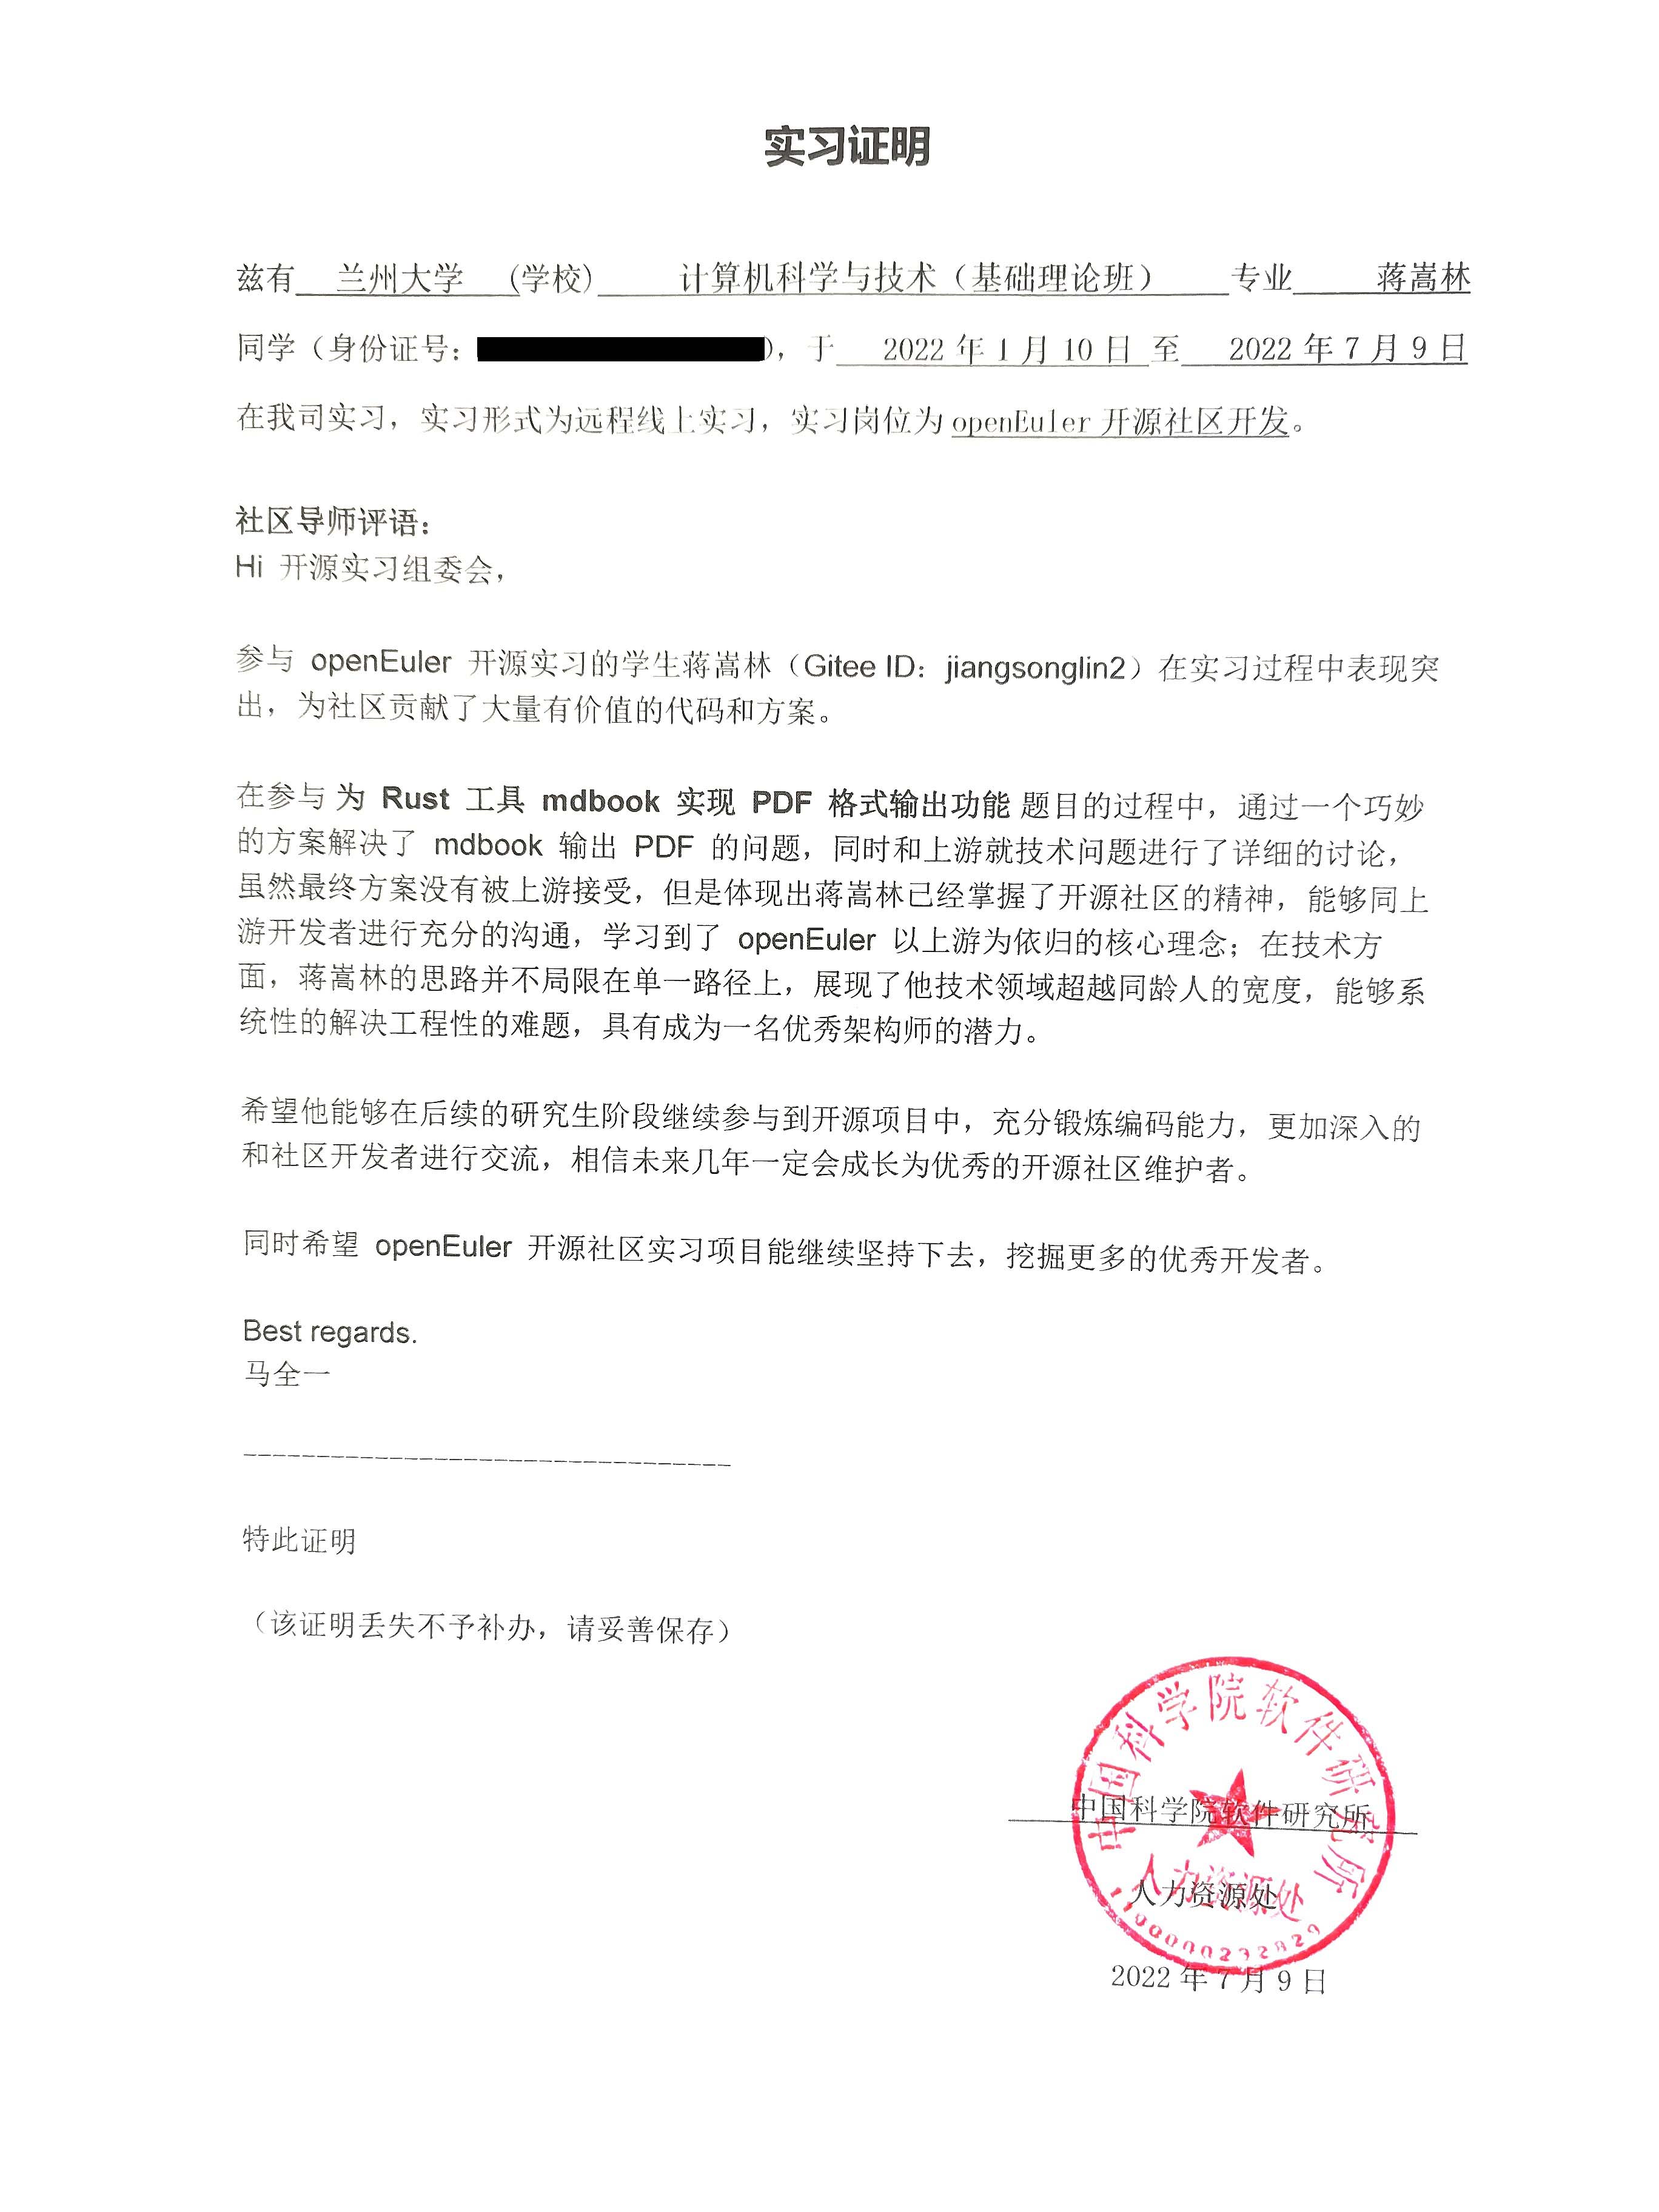 实习证明
兹有 兰州大学 (学校) 计算机科学与技术（基础理论班） 专业 蒋嵩林
同学（身份证号： ），于 2022 年 1 月 10 日 至 2022 年 7 月 9 日
在我司实习，实习形式为远程线上实习，实习岗位为 openEuler 开源社区开发。
社区导师评语：
Hi 开源实习组委会，
参与 openEuler 开源实习的学生蒋嵩林（Gitee ID：jiangsonglin2）在实习过程中表现突
出，为社区贡献了大量有价值的代码和方案。
在参与 为 Rust 工具 mdbook 实现 PDF 格式输出功能 题目的过程中，通过一个巧妙
的方案解决了 mdbook 输出 PDF 的问题，同时和上游就技术问题进行了详细的讨论，
虽然最终方案没有被上游接受，但是体现出蒋嵩林已经掌握了开源社区的精神，能够同上
游开发者进行充分的沟通，学习到了 openEuler 以上游为依归的核心理念；在技术方
面，蒋嵩林的思路并不局限在单一路径上，展现了他技术领域超越同龄人的宽度，能够系
统性的解决工程性的难题，具有成为一名优秀架构师的潜力。
希望他能够在后续的研究生阶段继续参与到开源项目中，充分锻炼编码能力，更加深入的
和社区开发者进行交流，相信未来几年一定会成长为优秀的开源社区维护者。
同时希望 openEuler 开源社区实习项目能继续坚持下去，挖掘更多的优秀开发者。
Best regards.
马全一
---------------------------------
特此证明
（该证明丢失不予补办，请妥善保存）
中国科学院软件研究所
中国科学院软件研究所
人力资源处
人力资源处
2022 年 7 月 9 日